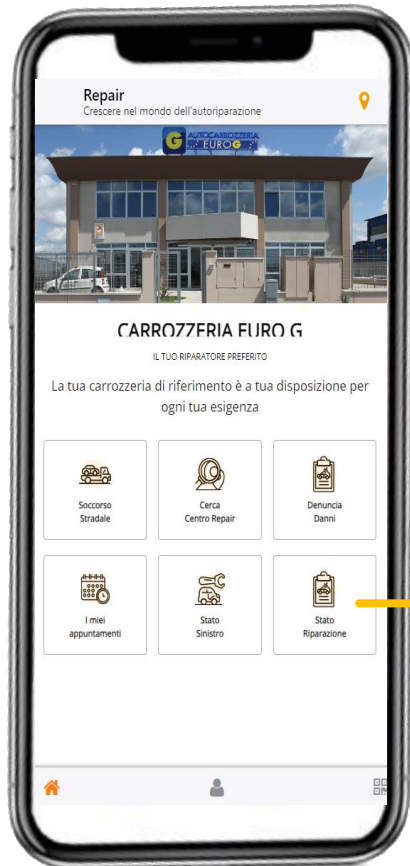 Repair
Crescere nel mondo dell'autoriparazione
G AUTOCARROZZERIA
EUROG
CARROZZERIA EURO G
IL TUO RIPARATORE PREFERITO
La tua carrozzeria di riferimento è a tua disposizione per
ogni tua esigenza
Soccorso
Stradale
Cerca
Centro Repair
Denuncia
Danni
I miei
appuntamenti
Stato
Sinistro
Stato
Riparazione